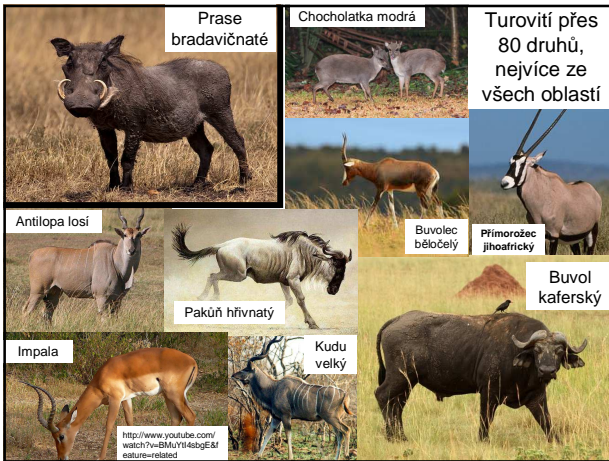 Prase
bradavičnaté
Chocholatka modrá
Turovití přes
80 druhů,
nejvíce ze
všech oblastí
Antilopa losí
Pakůň hřivnatý
Buvolec
běločelý
Přímorožec
jihoafrický
Buvol
kaferský
Impala
http://www.youtube.com/
watch?v=BMuYtI4sbgE&f
eature=related
Kudu
velký